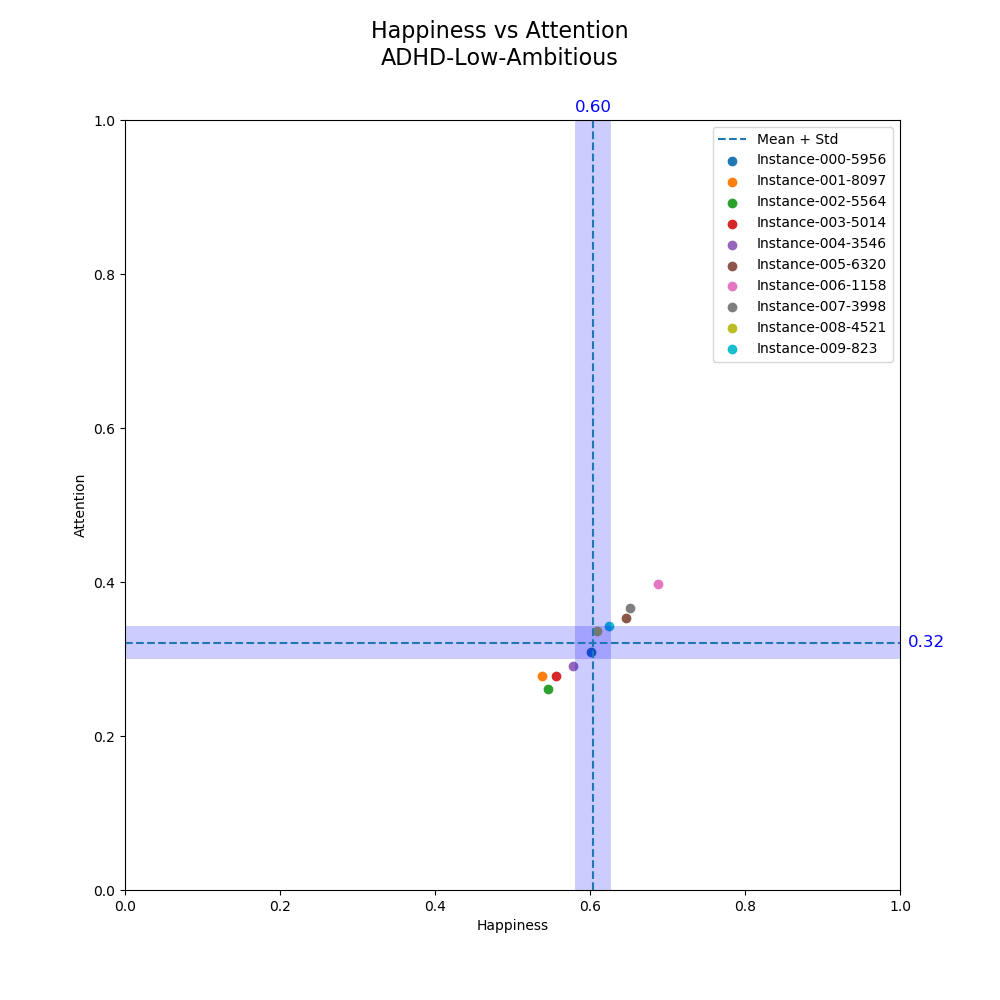 Happiness vs Attention
ADHD-Low-Ambitious
0.60
1.0
Mean + Std
Instance-000-5956
Instance-001-8097
Instance-002-5564
Instance-003-5014
Instance-004-3546
Instance-005-6320
Instance-006-1158
Instance-007-3998
Instance-008-4521
Instance-009-823
0.8
0.6
Attention
0.4
0.32
0.2
0.0
0.0 0.2 0.4 0.6 0.8 1.0
Happiness